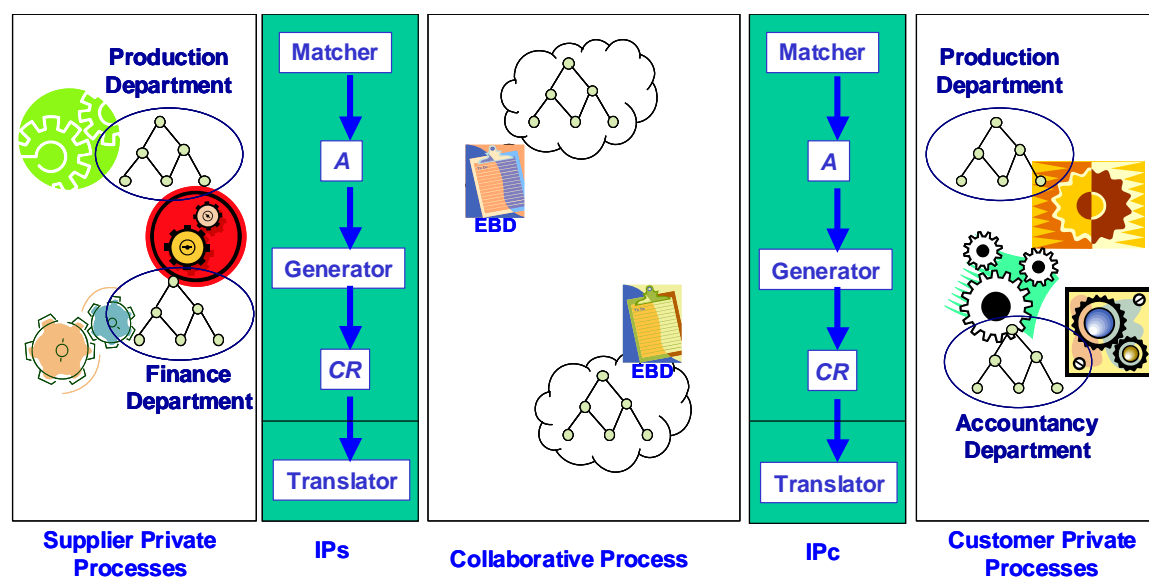 Production
Department
Finance
Department
Supplier Private
Processes
Matcher
A
Generator
CR
Translator
IPs
EBD
EBD
Collaborative Process
Matcher
A
Generator
CR
Translator
IPc
Production
Department
Accountancy
Department
Customer Private
Processes